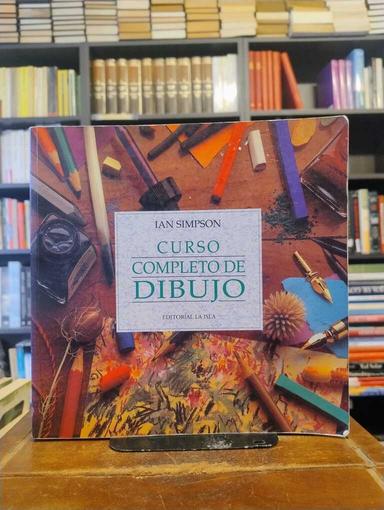 IAN SIMPSON
CURSO
COMPLETO DE
DIBUJO
EDITORIAL LA ISLA